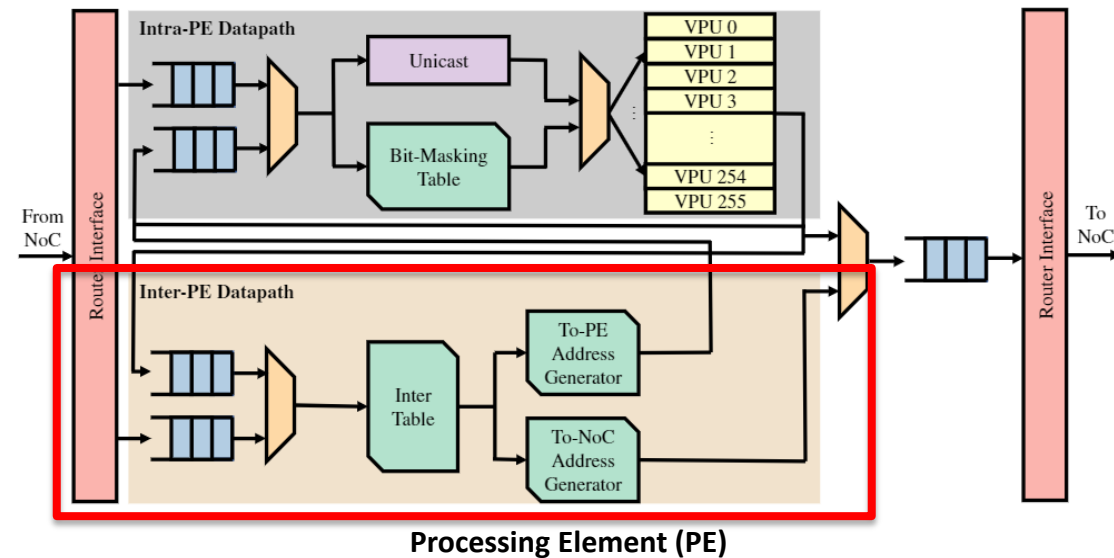 Intra-PE Datapath
Unicast
Bit-Masking
Table
VPU 0
VPU 1
VPU 2
VPU 3
⋮
⋮
VPU 254
VPU 255
From
NoC
Router Interface
To
NoC
Router Interface
Inter-PE Datapath
Inter
Table
To-PE
Address
Generator
To-NoC
Address
Generator
Processing Element (PE)